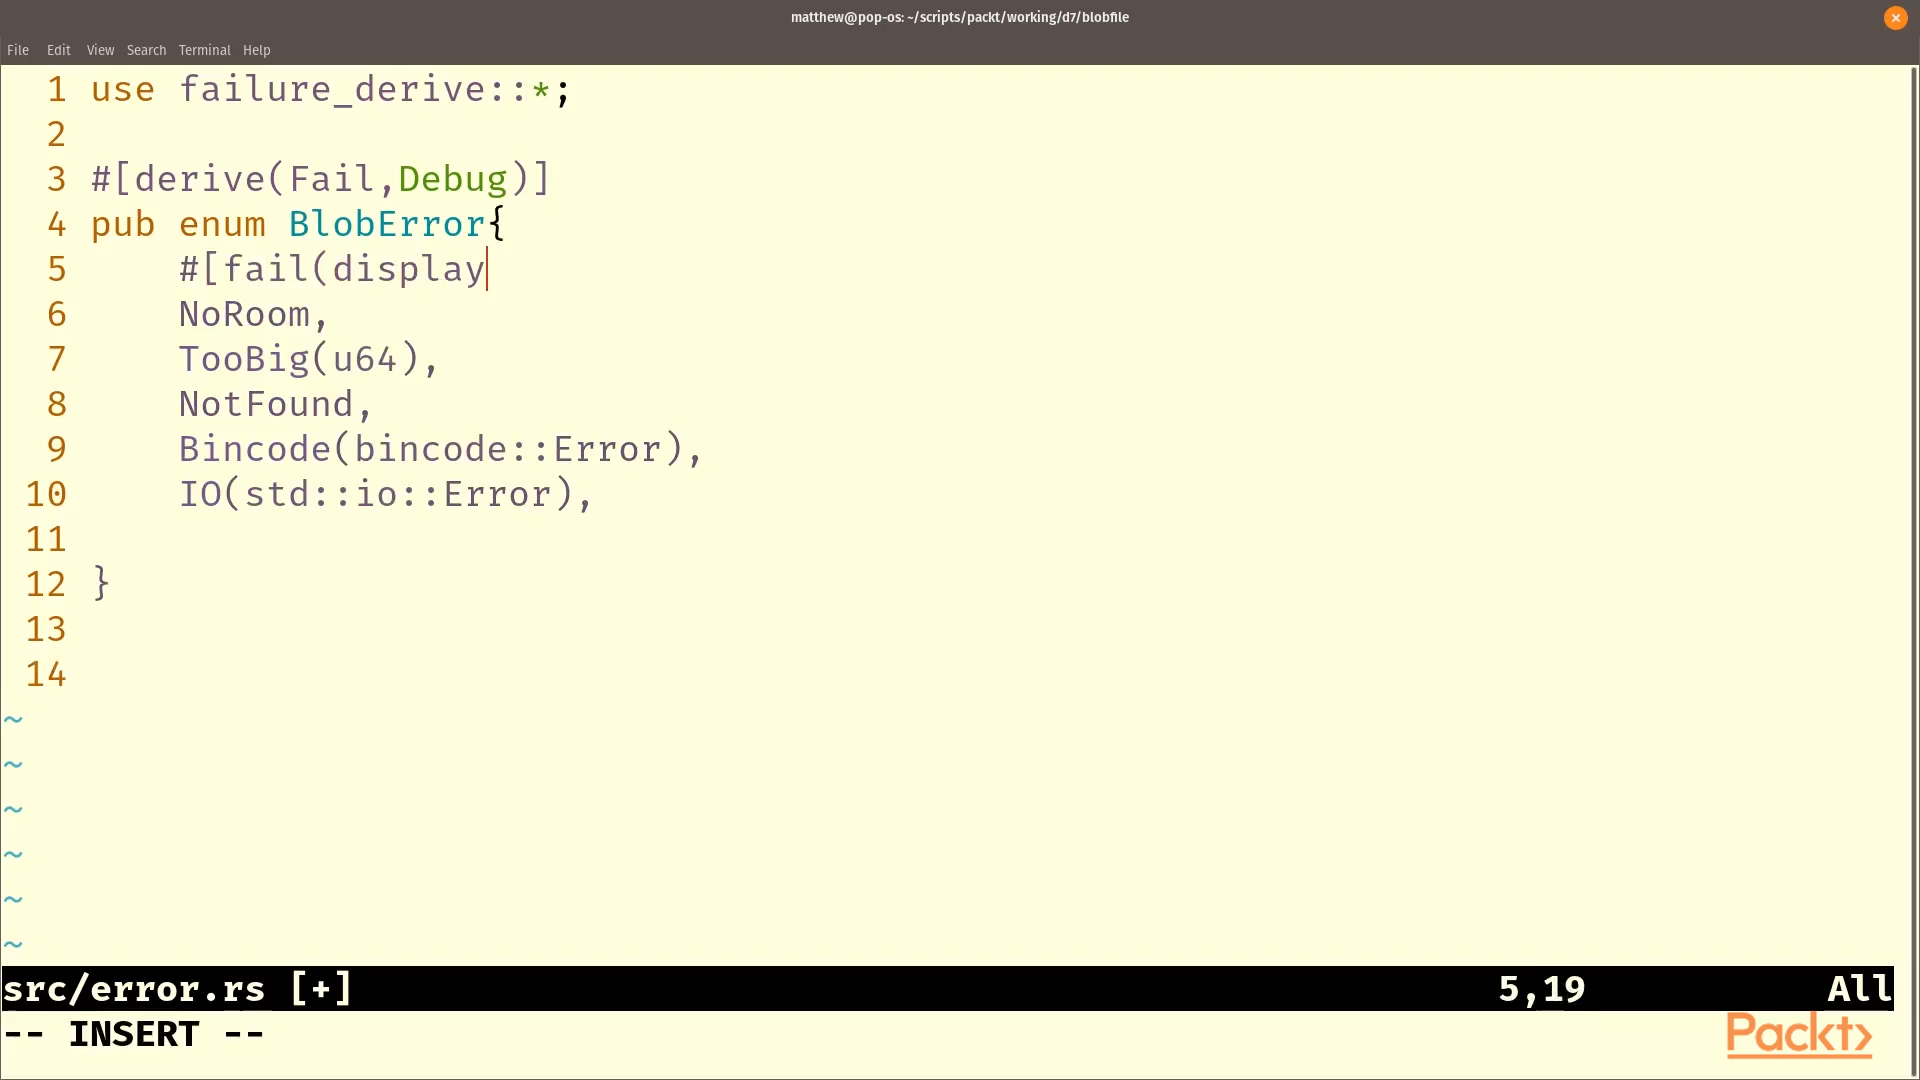 matthew@pop-os: ~/scripts/packt/working/d7/blobfile
File Edit View Search Terminal Help
1 use failure_derive::*;
2
3 #[derive(Fail,Debug)]
4 pub enum BlobError{
5     #[fail(display
6     NoRoom,
7     TooBig(u64),
8     NotFound,
9     Bincode(bincode::Error),
10     IO(std::io::Error),
11
12 }
13
14
~
~
~
~
~
~
src/error.rs [+] 5,19 All
-- INSERT --
Packt>